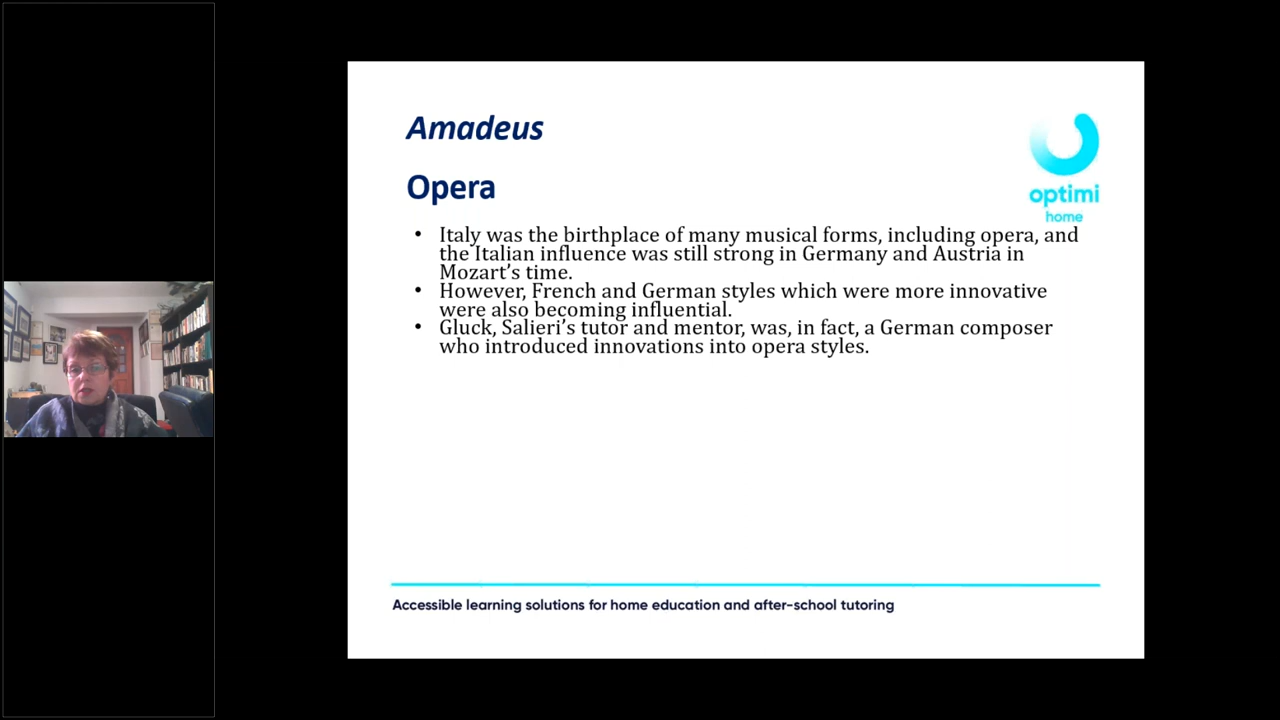 Amadeus
Opera
optimi
home
• Italy was the birthplace of many musical forms, including opera, and
the Italian influence was still strong in Germany and Austria in
Mozart’s time.
• However, French and German styles which were more innovative
were also becoming influential.
• Gluck, Salieri’s tutor and mentor, was, in fact, a German composer
who introduced innovations into opera styles.
Accessible learning solutions for home education and after-school tutoring